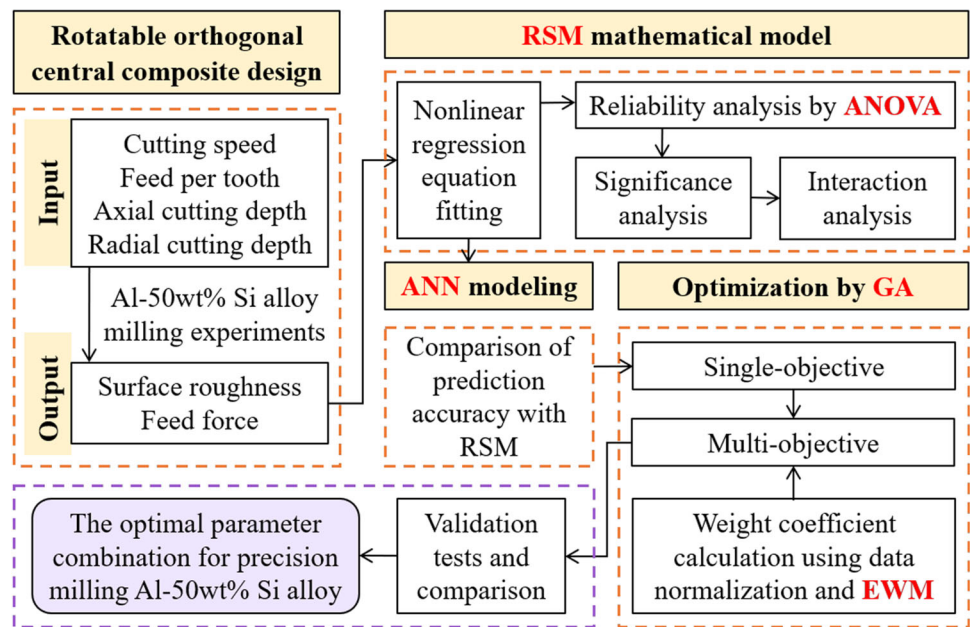 Rotatable orthogonal
central composite design
Input
Cutting speed
Feed per tooth
Axial cutting depth
Radial cutting depth
Al-50wt% Si alloy
milling experiments
Output
Surface roughness
Feed force
RSM mathematical model
Nonlinear
regression
equation
fitting
Reliability analysis by ANOVA
Significance
analysis
Interaction
analysis
ANN modeling
Comparison of
prediction
accuracy with
RSM
Optimization by GA
Single-objective
Multi-objective
Weight coefficient
calculation using data
normalization and EWM
Validation
tests and
comparison
The optimal parameter
combination for precision
milling Al-50wt% Si alloy